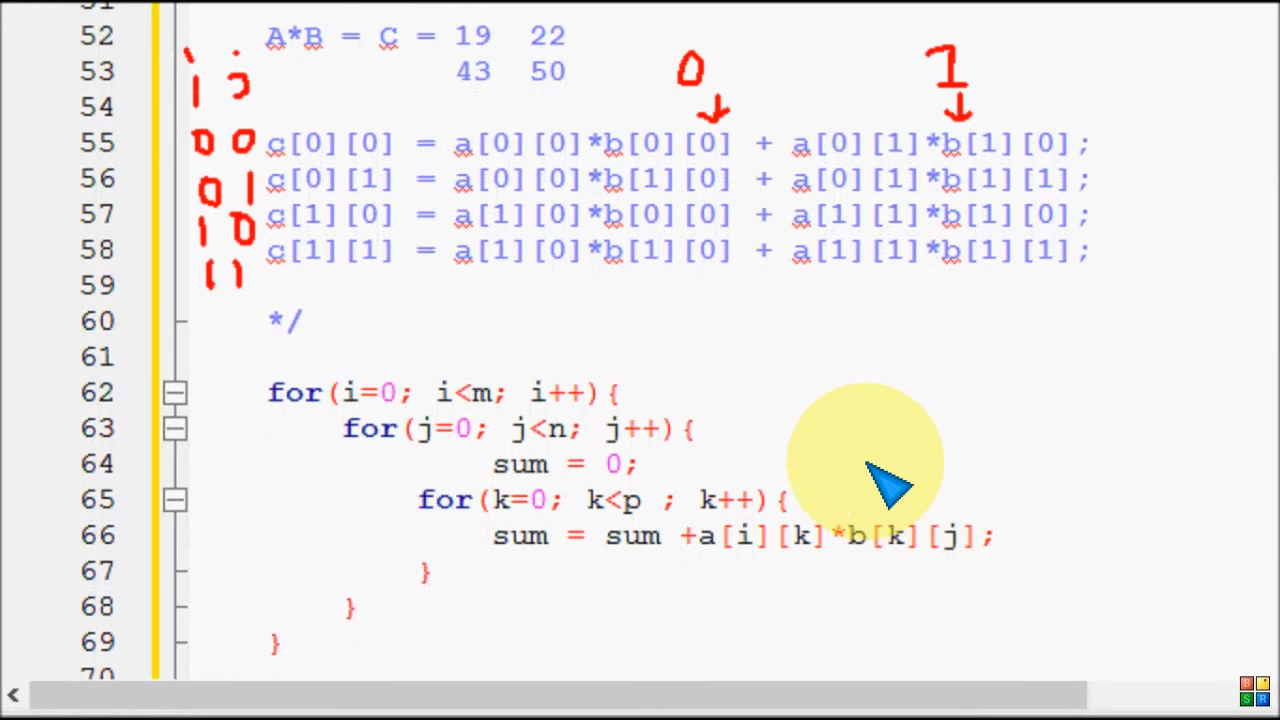 51
52 A*B = C = 19 22
53 43 50
0 1
54
i j
55 c[0][0] = a[0][0]*b[0][0] + a[0][1]*b[1][0];
0 0
56 c[0][1] = a[0][0]*b[1][0] + a[0][1]*b[1][1];
0 1
57 c[1][0] = a[1][0]*b[0][0] + a[1][1]*b[1][0];
1 0
58 c[1][1] = a[1][0]*b[1][0] + a[1][1]*b[1][1];
1 1
59
60 */
61
62 for(i=0; i<m; i++){
63 for(j=0; j<n; j++){
64 sum = 0;
65 for(k=0; k<p ; k++){
66 sum = sum +a[i][k]*b[k][j];
67 }
68 }
69 }
70
B
S R